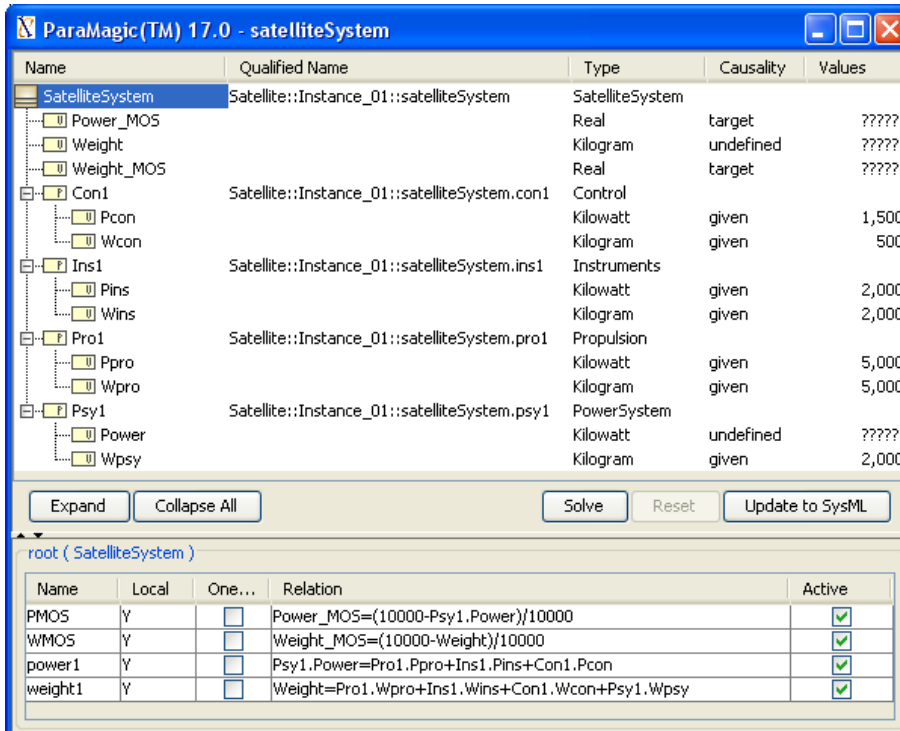 ParaMagic(TM) 17.0 - satelliteSystem
Name Qualified Name Type Causality Values
SatelliteSystem Satellite::Instance_01::satelliteSystem SatelliteSystem
Power_MOS Real target ?????
Weight Kilogram undefined ?????
Weight_MOS Real target ?????
Con1 Satellite::Instance_01::satelliteSystem.con1 Control
Pcon Kilowatt given 1,500
Wcon Kilogram given 500
Ins1 Satellite::Instance_01::satelliteSystem.ins1 Instruments
Pins Kilowatt given 2,000
Wins Kilogram given 2,000
Pro1 Satellite::Instance_01::satelliteSystem.pro1 Propulsion
Ppro Kilowatt given 5,000
Wpro Kilogram given 5,000
Psy1 Satellite::Instance_01::satelliteSystem.psy1 PowerSystem
Power Kilowatt undefined ?????
Wpsy Kilogram given 2,000
Expand Collapse All Solve Reset Update to SysML
root ( SatelliteSystem )
Name Local One... Relation Active
PMOS Y Power_MOS=(10000-Psy1.Power)/10000
WMOS Y Weight_MOS=(10000-Weight)/10000
power1 Y Psy1.Power=Pro1.Ppro+Ins1.Pins+Con1.Pcon
weight1 Y Weight=Pro1.Wpro+Ins1.Wins+Con1.Wcon+Psy1.Wpsy